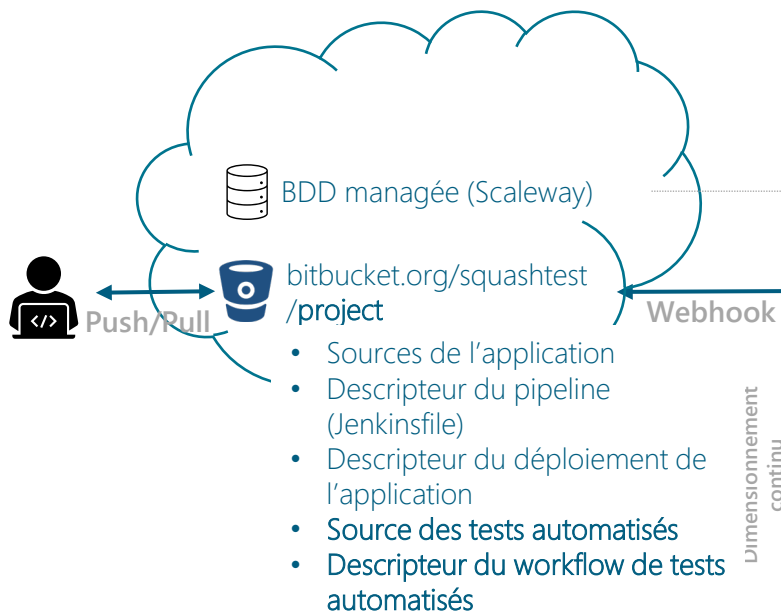 BDD managée (Scaleway)
bitbucket.org/squashtest
/project
</>
Push/Pull
Webhook
• Sources de l'application
• Descripteur du pipeline
(Jenkinsfile)
• Descripteur du déploiement de
l'application
• Source des tests automatisés
• Descripteur du workflow de tests
automatisés
Dimensionnement
continu